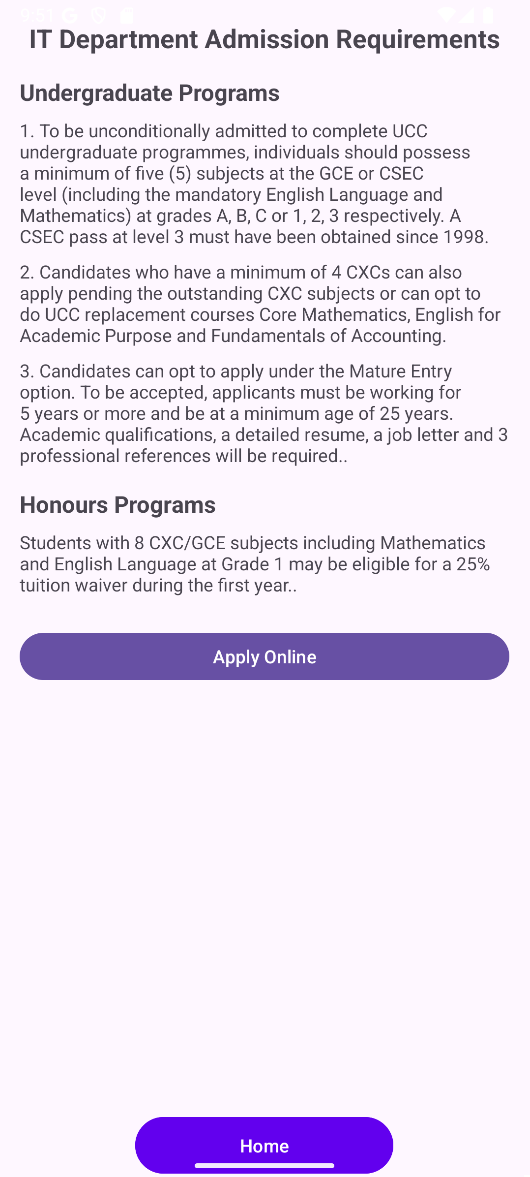 9:51
IT Department Admission Requirements
Undergraduate Programs
1. To be unconditionally admitted to complete UCC
undergraduate programmes, individuals should possess
a minimum of five (5) subjects at the GCE or CSEC
level (including the mandatory English Language and
Mathematics) at grades A, B, C or 1, 2, 3 respectively. A
CSEC pass at level 3 must have been obtained since 1998.
2. Candidates who have a minimum of 4 CXCs can also
apply pending the outstanding CXC subjects or can opt to
do UCC replacement courses Core Mathematics, English for
Academic Purpose and Fundamentals of Accounting.
3. Candidates can opt to apply under the Mature Entry
option. To be accepted, applicants must be working for
5 years or more and be at a minimum age of 25 years.
Academic qualifications, a detailed resume, a job letter and 3
professional references will be required..
Honours Programs
Students with 8 CXC/GCE subjects including Mathematics
and English Language at Grade 1 may be eligible for a 25%
tuition waiver during the first year..
Apply Online
Home